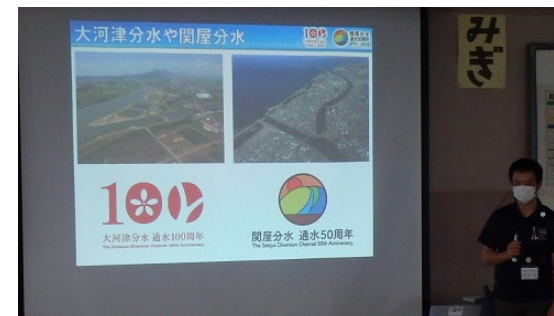 大河津分水や関屋分水
100
大河津分水 通水100周年
The Ohkouzu Diversion Channel 100th Anniversary
関屋分水 通水50周年
The Sekiya Diversion Channel 50th Anniversary
みぎ